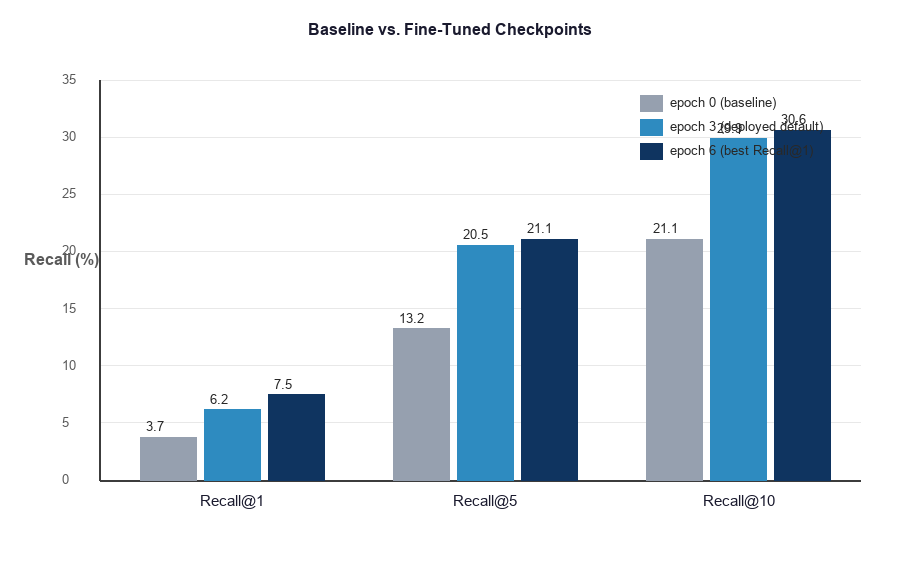 Baseline vs. Fine-Tuned Checkpoints
35
30
25
20
15
10
5
0
Recall (%)
epoch 0 (baseline)
epoch 3 (deployed default)
epoch 6 (best Recall@1)
3.7
6.2
7.5
13.2
20.5
21.1
21.1
29.9
30.6
Recall@1
Recall@5
Recall@10